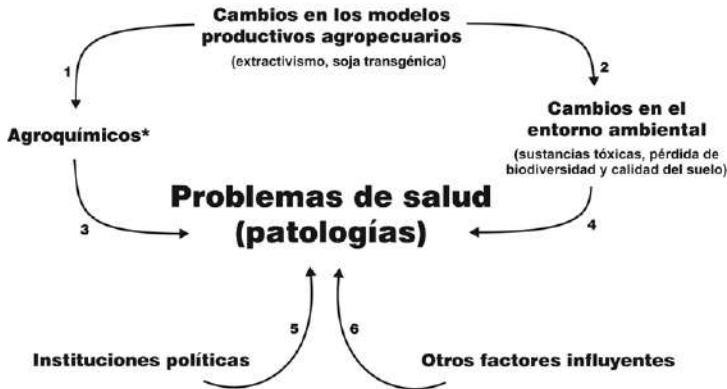 Cambios en los modelos
productivos agropecuarios
(extractivismo, soja transgénica)
1
2
Agroquímicos*
Cambios en el
entorno ambiental
(sustancias tóxicas, pérdida de
biodiversidad y calidad del suelo)
Problemas de salud
(patologías)
3
4
5
6
Instituciones políticas
Otros factores influyentes